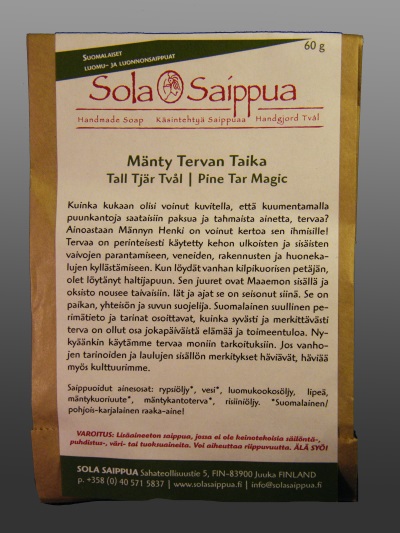 60 g
SUOMALAISET
LUOMU- JA LUONNONSAIPPUAT
Sola Saippua
Handmade Soap Käsintehtyä Saippuaa Handgjord Tvål
Mänty Tervan Taika
Tall Tjär Tvål | Pine Tar Magic
Kuinka kukaan olisi voinut kuvitella, että kuumentamalla
puunkantoja saataisiin paksua ja tahmaista ainetta, tervaa?
Ainoastaan Männyn Henki on voinut kertoa sen ihmisille!
Tervaa on perinteisesti käytetty kehon ulkoisten ja sisäisten
vaivojen parantamiseen, veneiden, rakennusten ja huoneka-
lujen kyllästämiseen. Kun löydät vanhan kilpikuorisen petäjän,
olet löytänyt haltijapuun. Sen juuret ovat Maaemon sisällä ja
oksisto nousee taivaisiin. Iät ja ajat se on seisonut siinä. Se on
paikan, yhteisön ja suvun suojelija. Suomalainen suullinen pe-
rimätieto ja tarinat osoittavat, kuinka syvästi ja merkittävästi
terva on ollut osa jokapäiväistä elämää ja toimeentuloa. Ny-
kyäänkin käytämme tervaa moniin tarkoituksiin. Jos vanho-
jen tarinoiden ja laulujen sisällön merkitykset häviävät, häviää
myös kulttuurimme.
Saippuoidut ainesosat: rypsiöljy*, vesi*, luomukookosöljy, lipeä,
mäntykuoriuute*, mäntykantoterva*, risiiniöljy. *Suomalainen/
pohjois-karjalainen raaka-aine!
VAROITUS: Lisäaineeton saippua, jossa ei ole keinotekoisia säilöntä-,
puhdistus-, väri- tai tuoksuaineita. Voi aiheuttaa riippuvuutta. ÄLÄ SYÖ!
SOLA SAIPPUA Sahateollisuustie 5, FIN-83900 Juuka FINLAND
p. +358 (0) 40 571 5837 | www.solasaippua.fi | info@solasaippua.fi